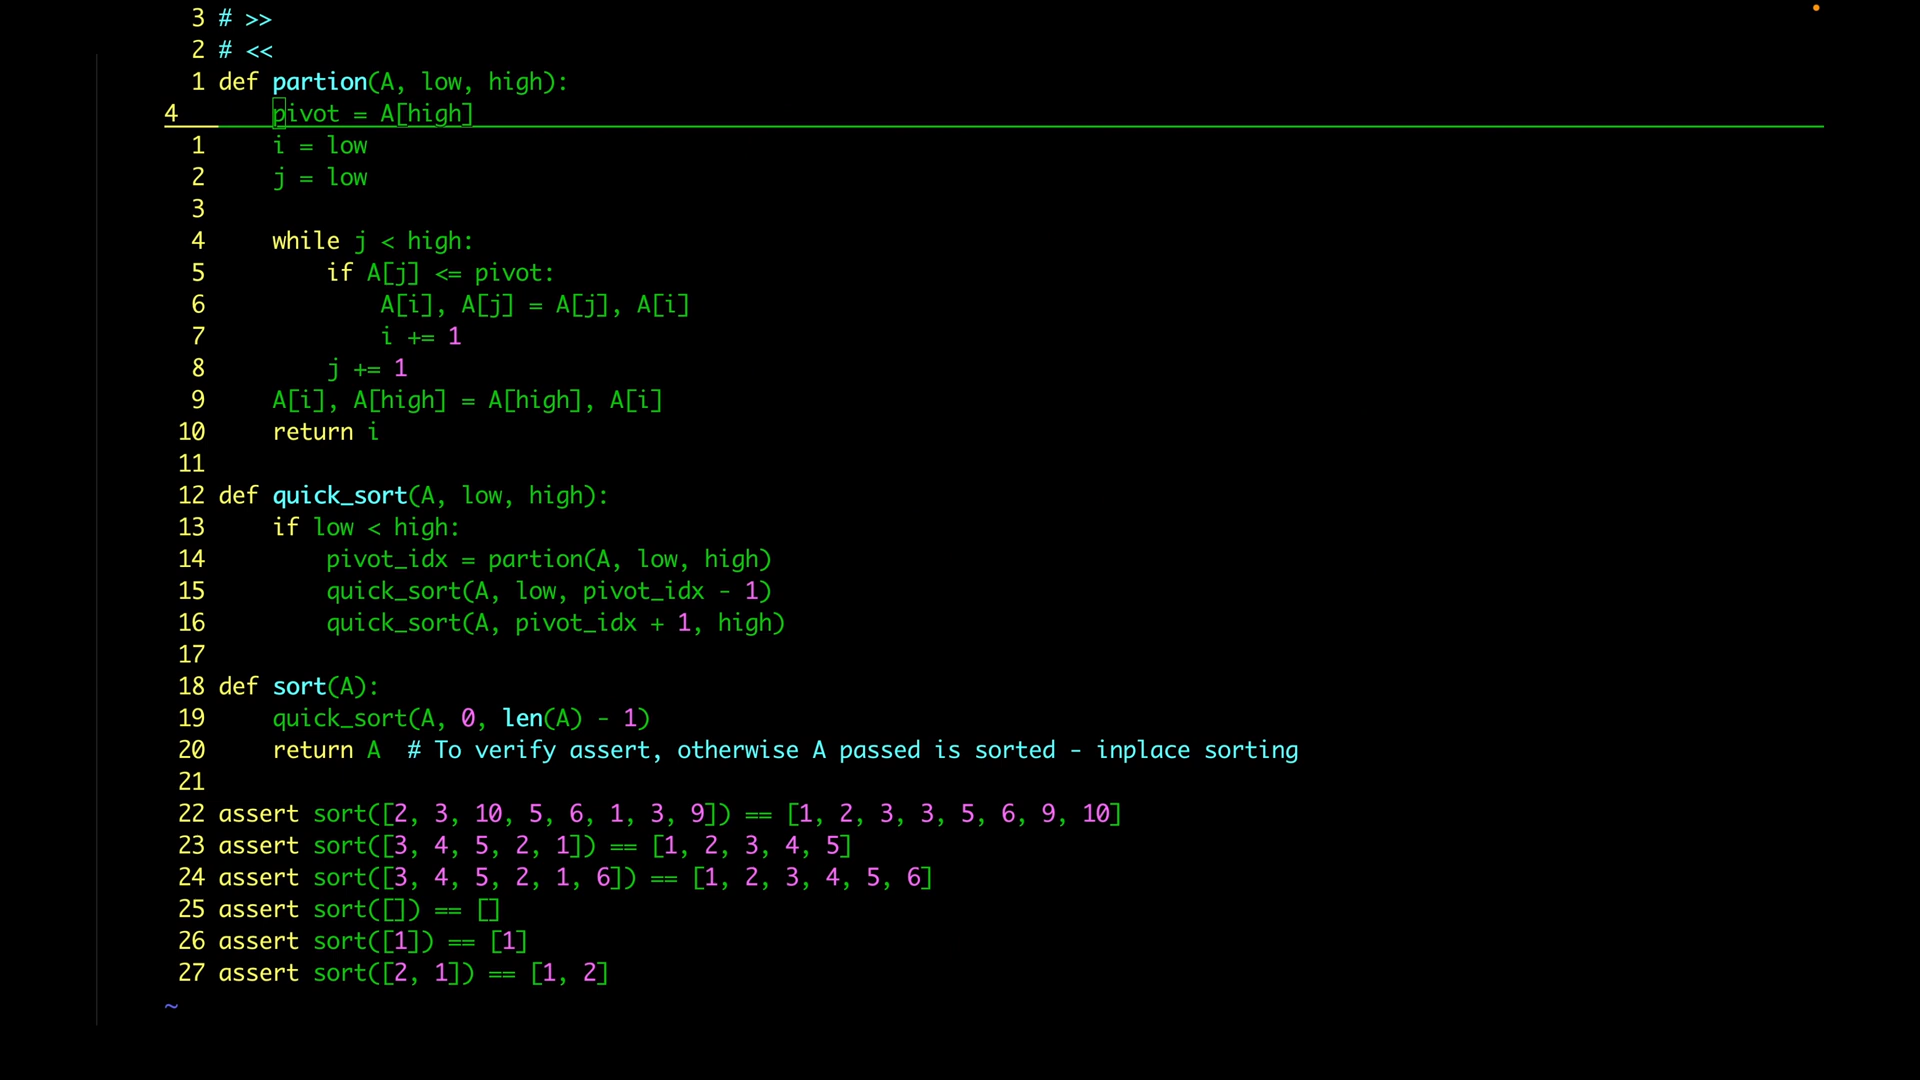 3 # >>
2 # <<
1 def partion(A, low, high):
4 pivot = A[high]
1 i = low
2 j = low
3
4 while j < high:
5 if A[j] <= pivot:
6 A[i], A[j] = A[j], A[i]
7 i += 1
8 j += 1
9 A[i], A[high] = A[high], A[i]
10 return i
11
12 def quick_sort(A, low, high):
13 if low < high:
14 pivot_idx = partion(A, low, high)
15 quick_sort(A, low, pivot_idx - 1)
16 quick_sort(A, pivot_idx + 1, high)
17
18 def sort(A):
19 quick_sort(A, 0, len(A) - 1)
20 return A  # To verify assert, otherwise A passed is sorted - inplace sorting
21
22 assert sort([2, 3, 10, 5, 6, 1, 3, 9]) == [1, 2, 3, 3, 5, 6, 9, 10]
23 assert sort([3, 4, 5, 2, 1]) == [1, 2, 3, 4, 5]
24 assert sort([3, 4, 5, 2, 1, 6]) == [1, 2, 3, 4, 5, 6]
25 assert sort([]) == []
26 assert sort([1]) == [1]
27 assert sort([2, 1]) == [1, 2]
~